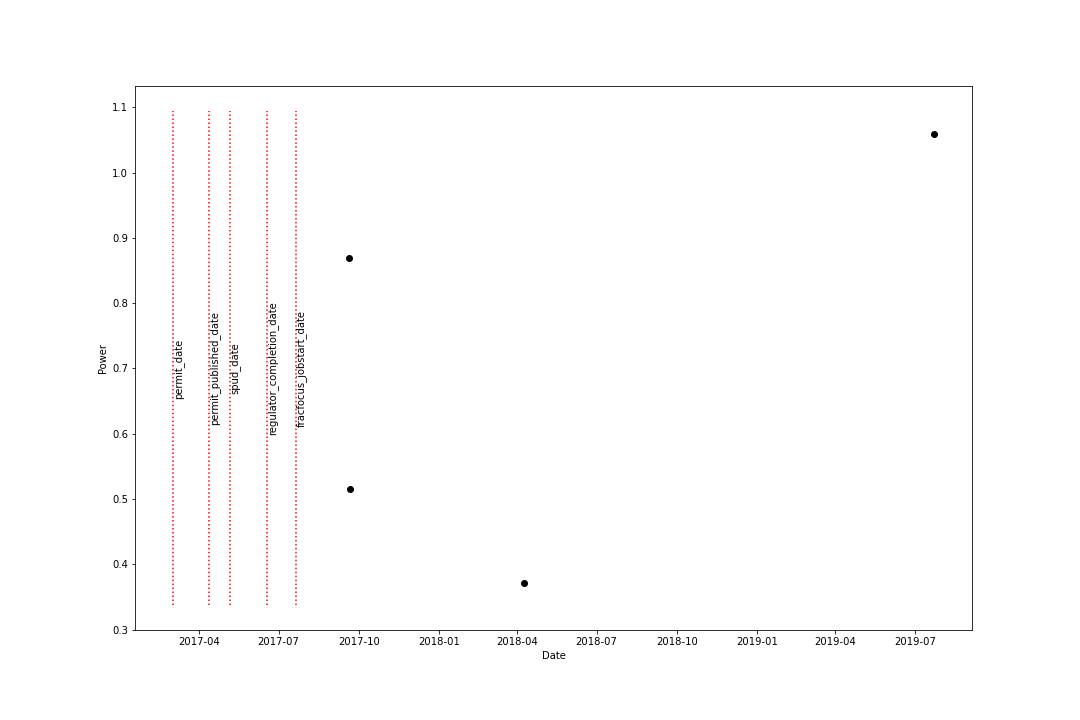 1.1
1.0
0.9
0.8
0.7
0.6
0.5
0.4
0.3
Power
permit_date
permit_published_date
spud_date
regulator_completion_date
fracfocus_jobstart_date
2017-04
2017-07
2017-10
2018-01
2018-04
2018-07
2018-10
2019-01
2019-04
2019-07
Date